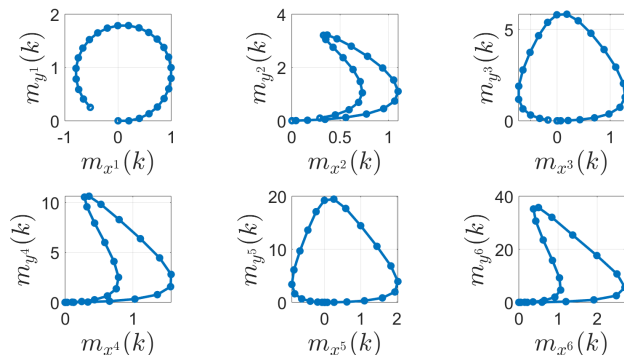 2
1.5
1
0.5
0
-1
0
1
m_{y^1}(k)
m_{x^1}(k)
4
2
0
0
0.5
1
m_{y^2}(k)
m_{x^2}(k)
5
0
0
1
m_{y^3}(k)
m_{x^3}(k)
10
5
0
0
1
m_{y^4}(k)
m_{x^4}(k)
20
10
0
0
1
2
m_{y^5}(k)
m_{x^5}(k)
40
20
0
0
1
2
m_{y^6}(k)
m_{x^6}(k)